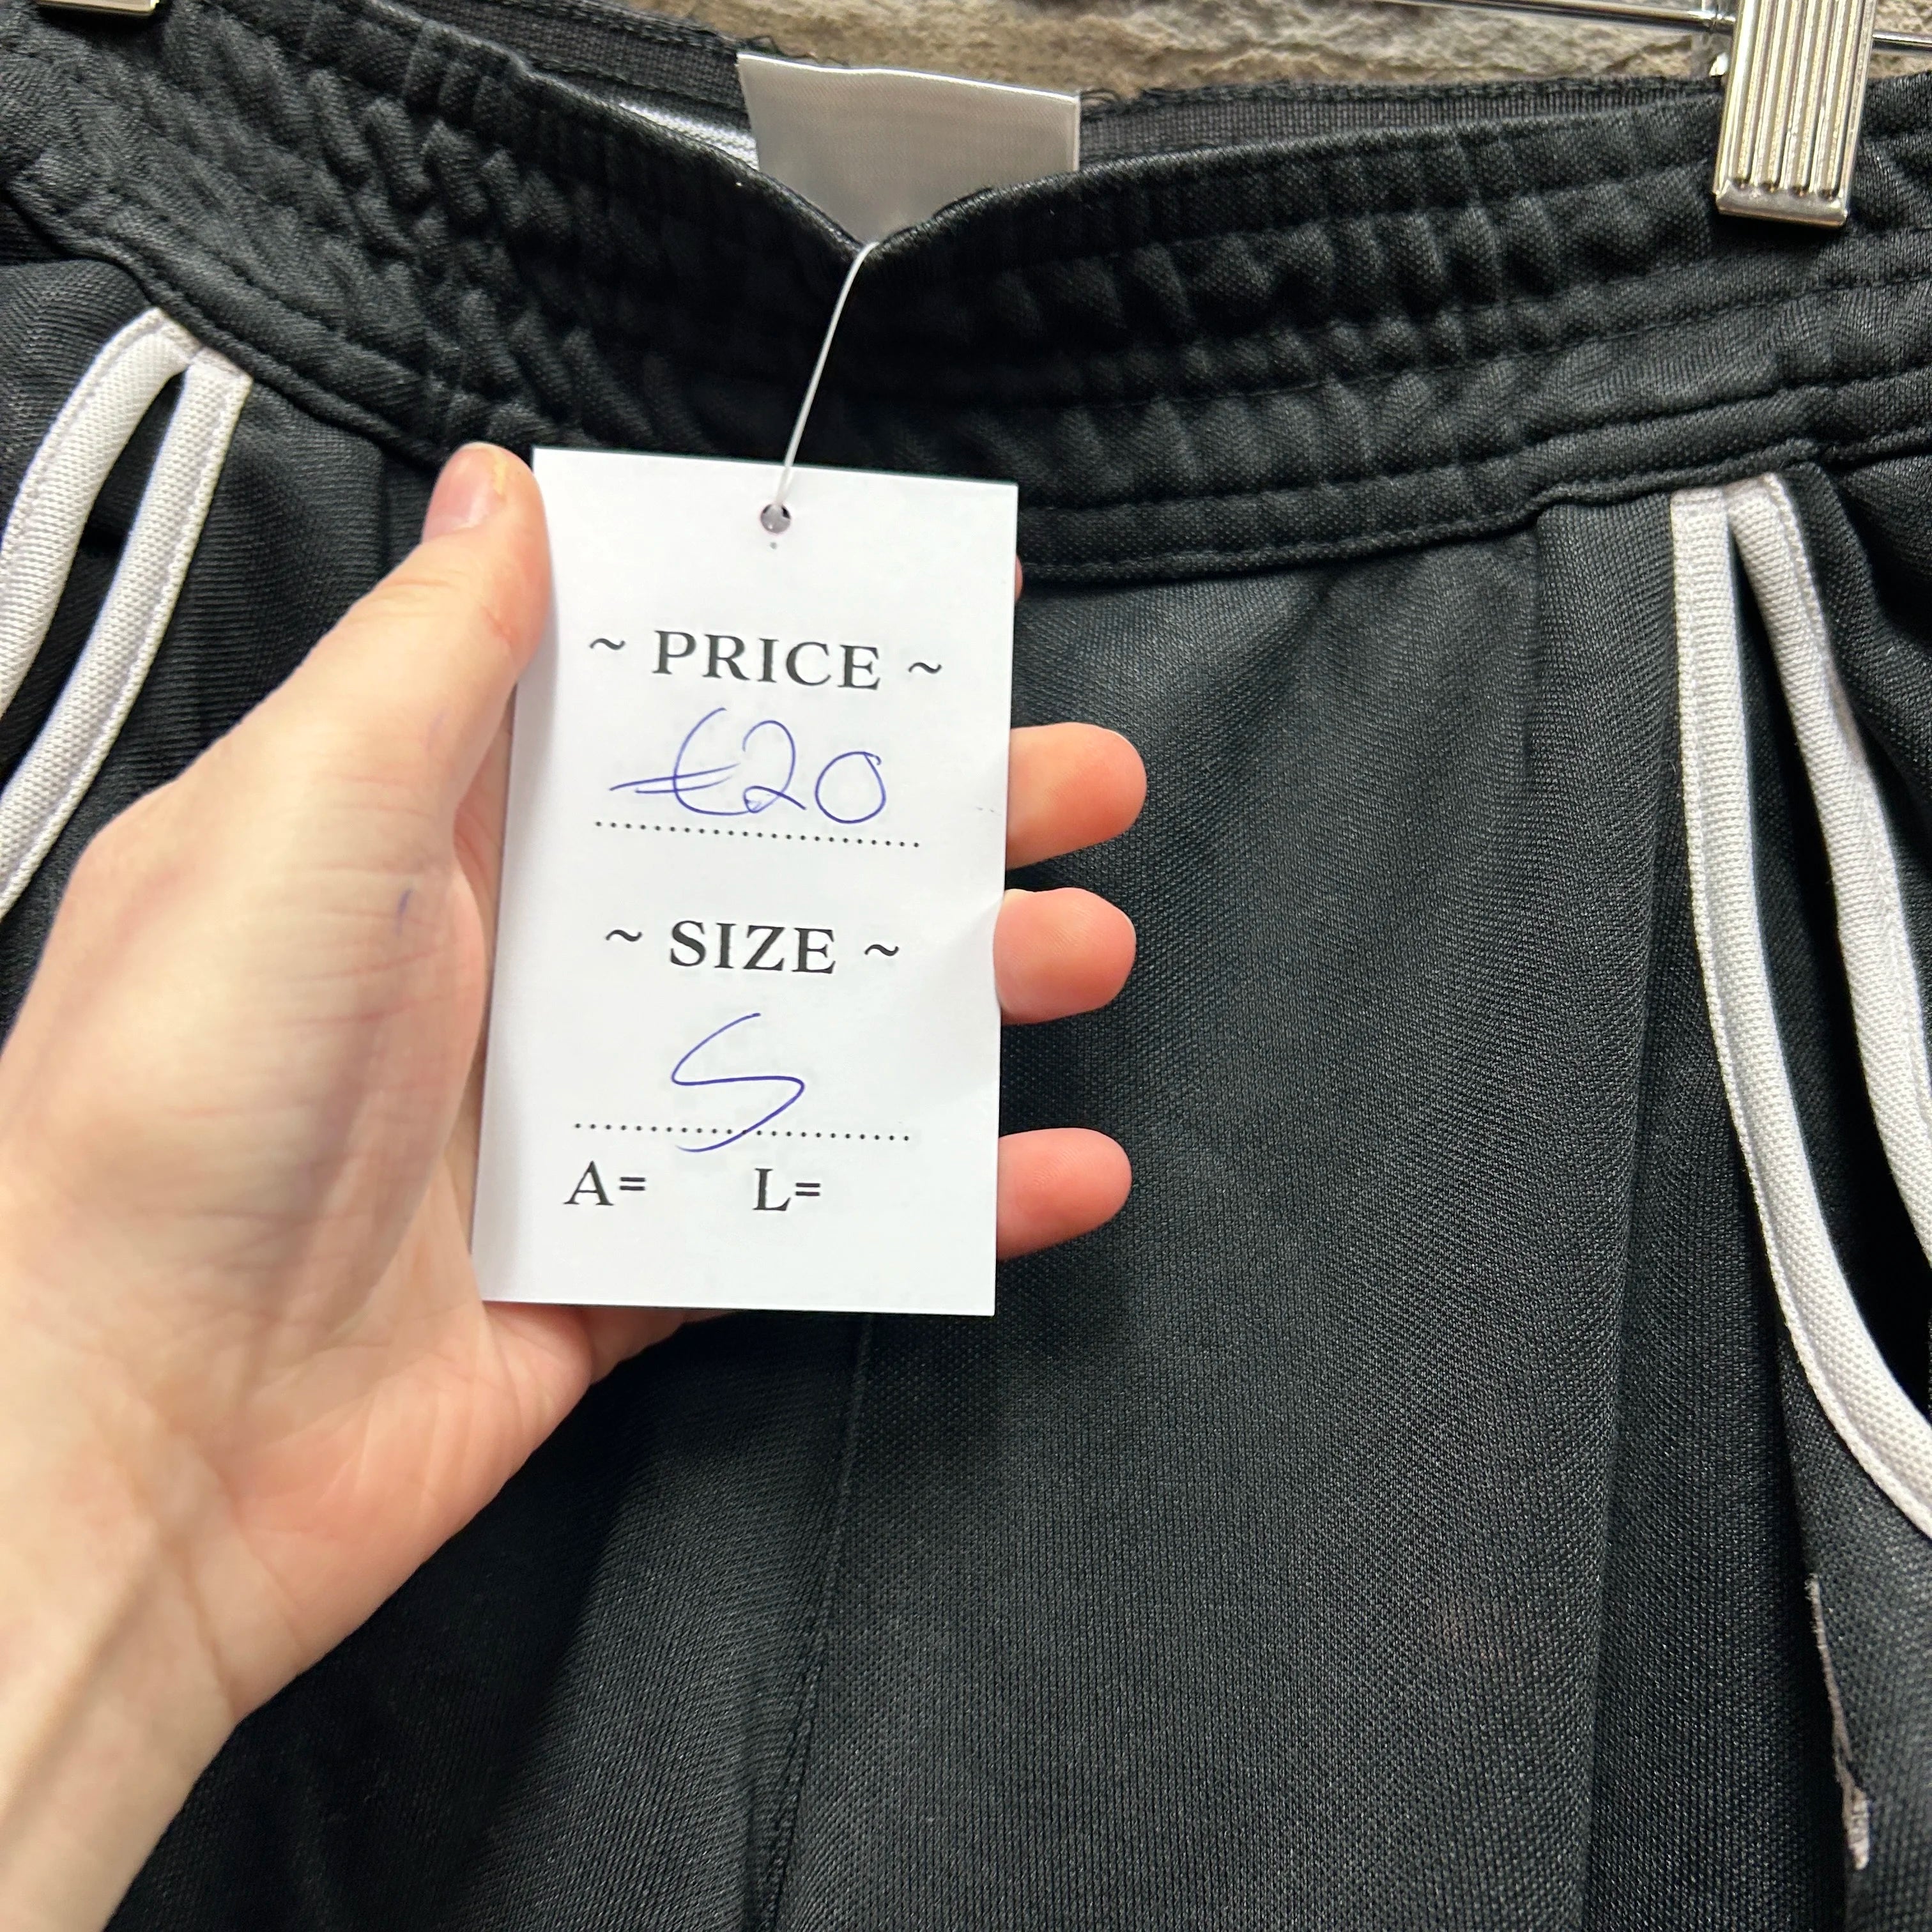 ~ PRICE ~
€20
~ SIZE ~
S
A= L=